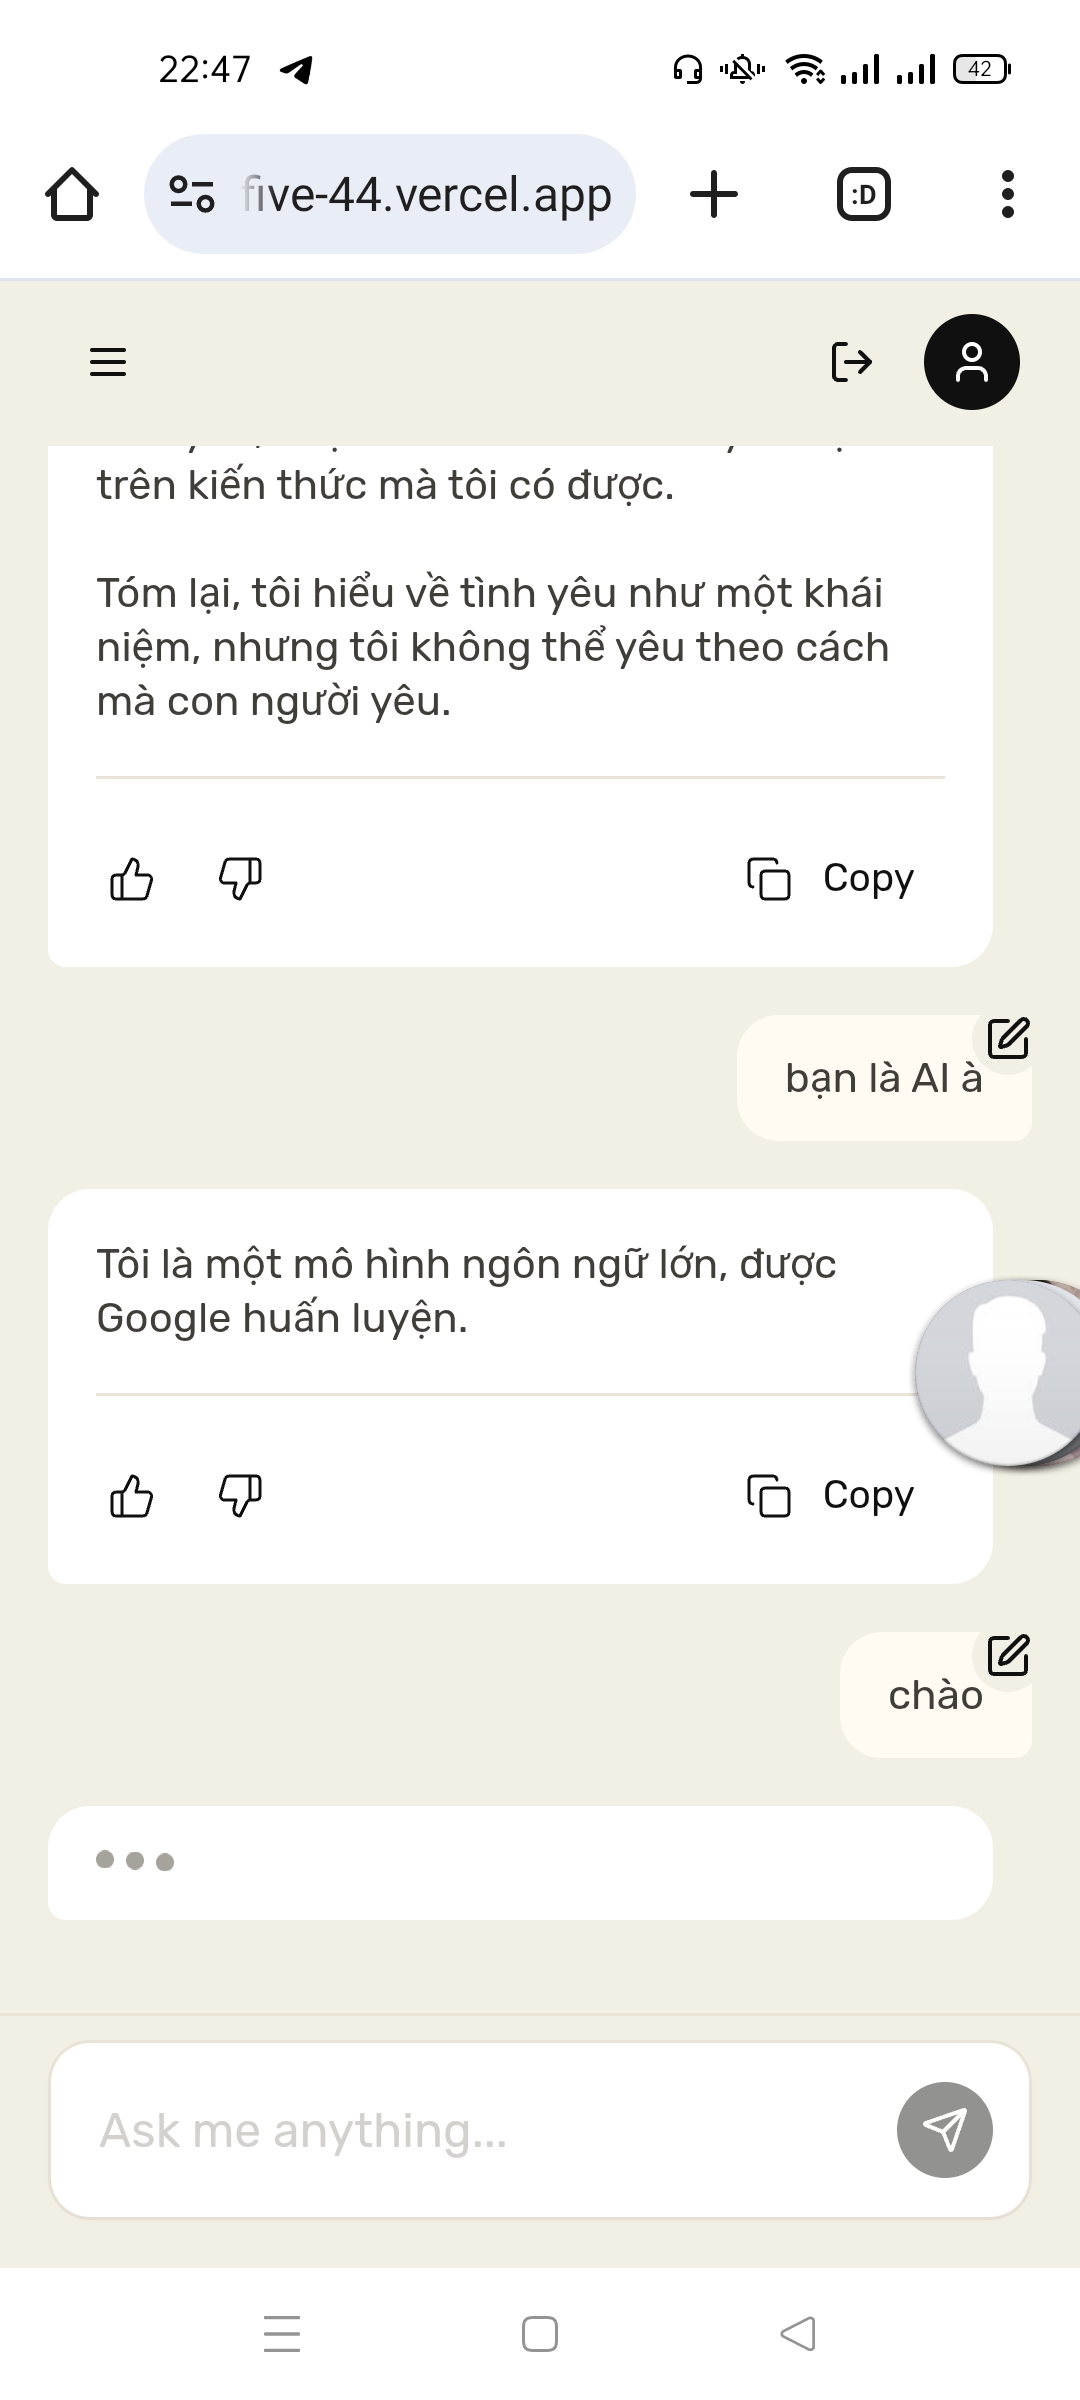 22:47
42
five-44.vercel.app
:D
trên kiến thức mà tôi có được.
Tóm lại, tôi hiểu về tình yêu như một khái
niệm, nhưng tôi không thể yêu theo cách
mà con người yêu.
Copy
bạn là AI à
Tôi là một mô hình ngôn ngữ lớn, được
Google huấn luyện.
Copy
chào
Ask me anything...